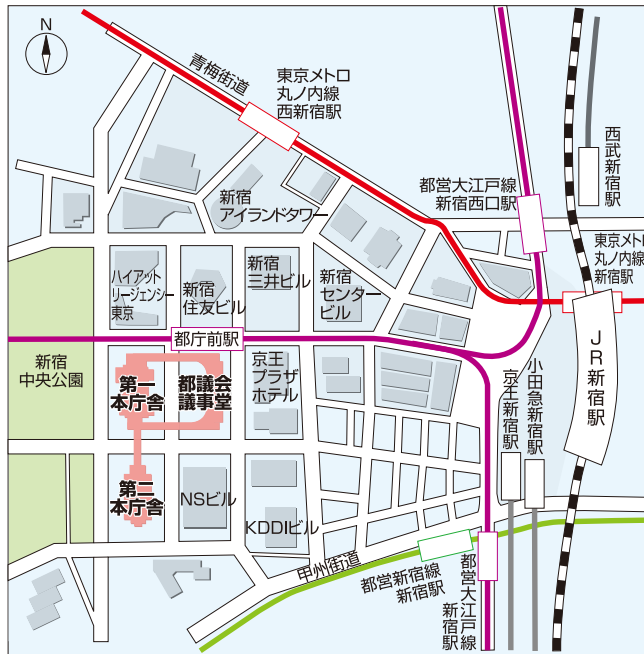 N
青梅街道
東京メトロ
丸ノ内線
西新宿駅
西武新宿駅
都営大江戸線
新宿西口駅
新宿
アイランドタワー
東京メトロ
丸ノ内線
新宿駅
ハイアット
リージェンシー
東京
新宿
住友ビル
新宿
三井ビル
新宿
センター
ビル
都庁前駅
JR新宿駅
小田急新宿駅
京王新宿駅
新宿
中央公園
第一
本庁舎
都議会
議事堂
京王
プラザ
ホテル
第二
本庁舎
NSビル
KDDIビル
甲州街道
都営新宿線
新宿駅
都営大江戸線
新宿駅